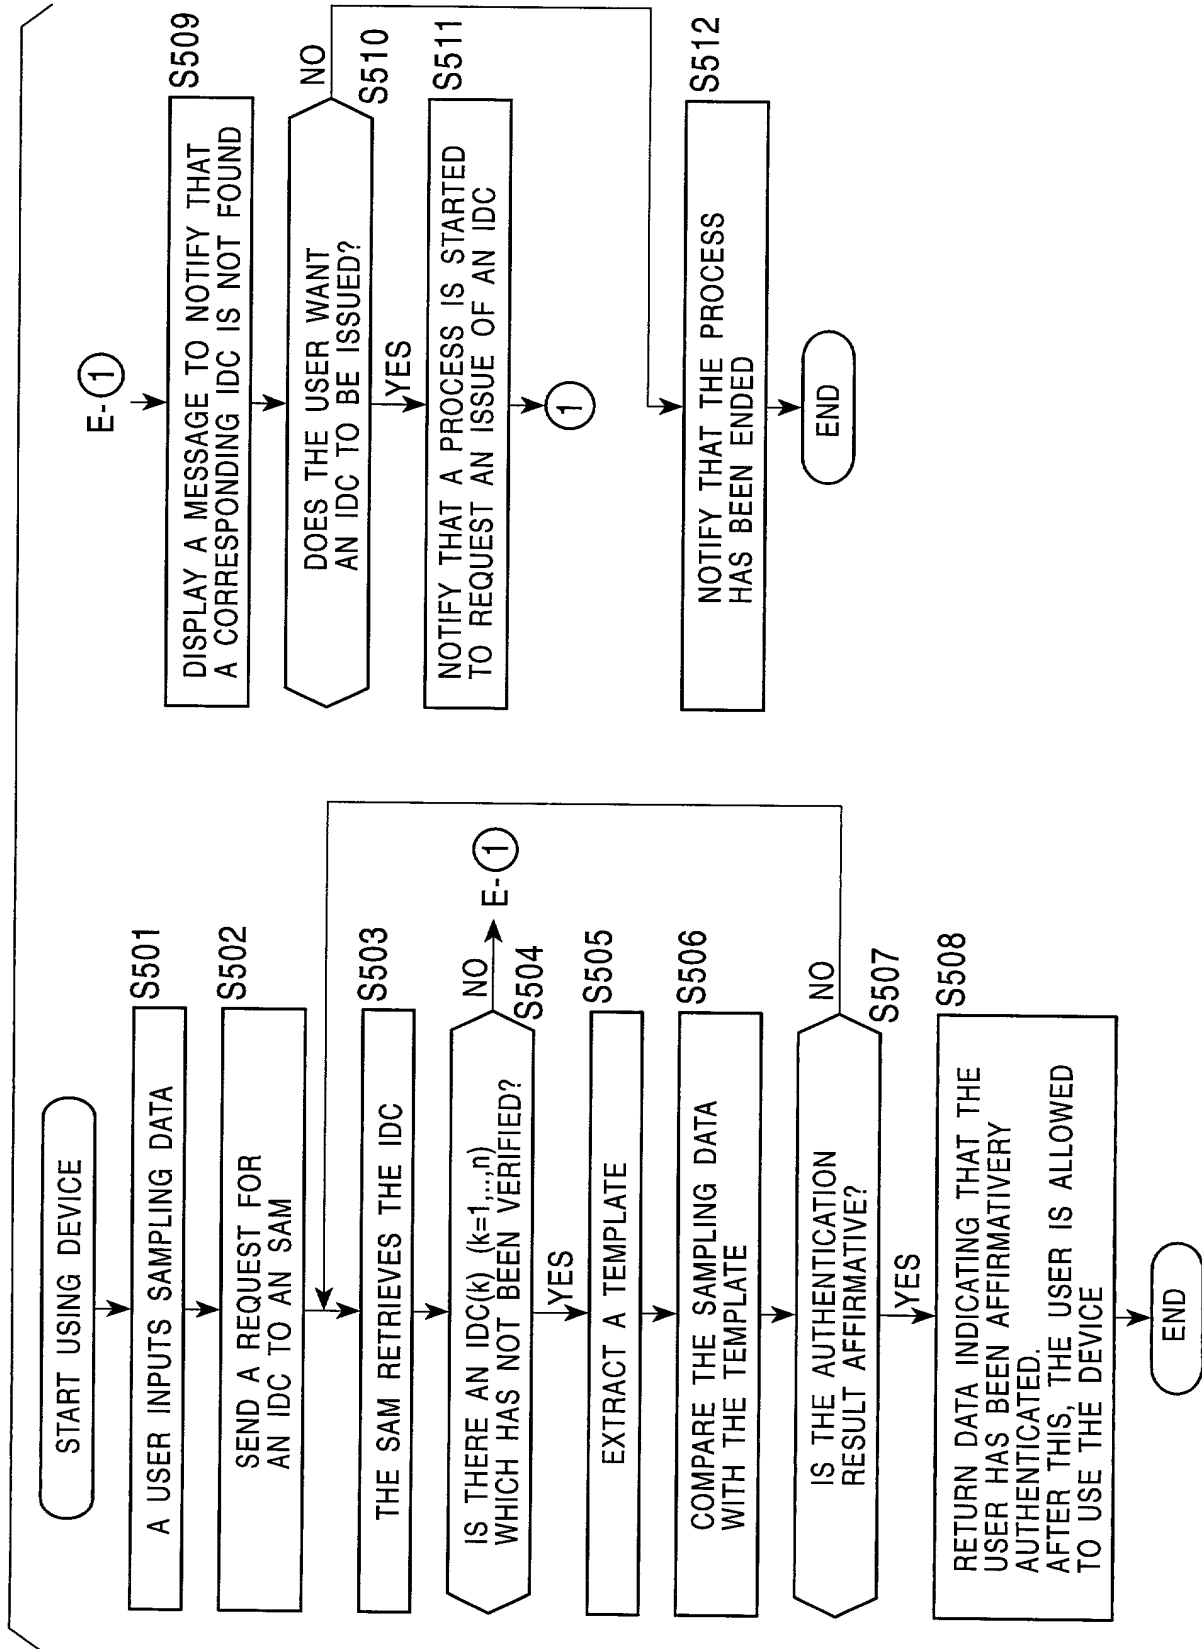 START USING DEVICE
S501
A USER INPUTS SAMPLING DATA
S502
SEND A REQUEST FOR
AN IDC TO AN SAM
S503
THE SAM RETRIEVES THE IDC
S504
IS THERE AN IDC(k) (k=1,..,n)
WHICH HAS NOT BEEN VERIFIED?
NO
E-1
YES
S505
EXTRACT A TEMPLATE
S506
COMPARE THE SAMPLING DATA
WITH THE TEMPLATE
S507
IS THE AUTHENTICATION
RESULT AFFIRMATIVE?
NO
YES
S508
RETURN DATA INDICATING THAT THE
USER HAS BEEN AFFIRMATIVERY
AUTHENTICATED.
AFTER THIS, THE USER IS ALLOWED
TO USE THE DEVICE
END
E-1
S509
DISPLAY A MESSAGE TO NOTIFY THAT
A CORRESPONDING IDC IS NOT FOUND
S510
DOES THE USER WANT
AN IDC TO BE ISSUED?
NO
YES
S511
NOTIFY THAT A PROCESS IS STARTED
TO REQUEST AN ISSUE OF AN IDC
1
S512
NOTIFY THAT THE PROCESS
HAS BEEN ENDED
END